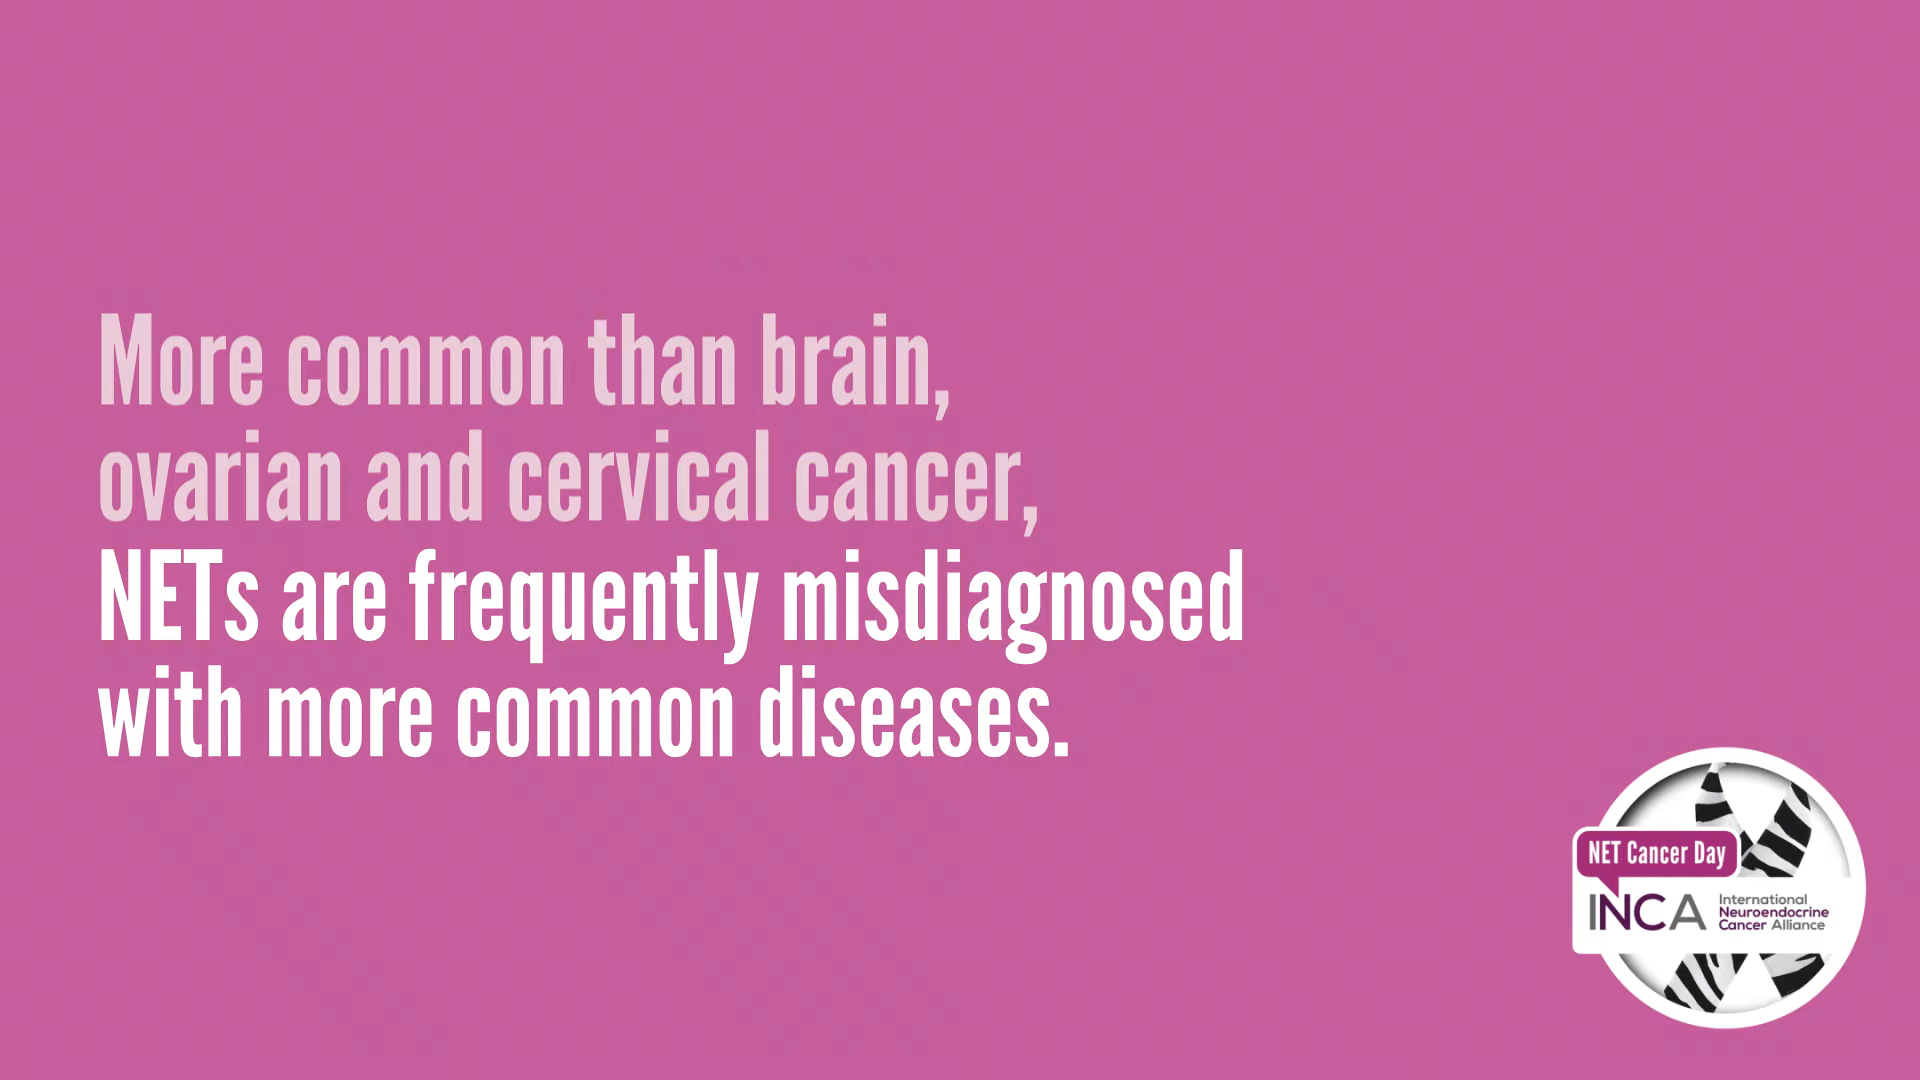 More common than brain,
ovarian and cervical cancer,
NETs are frequently misdiagnosed
with more common diseases.
NET Cancer Day
INCA
International
Neuroendocrine
Cancer Alliance